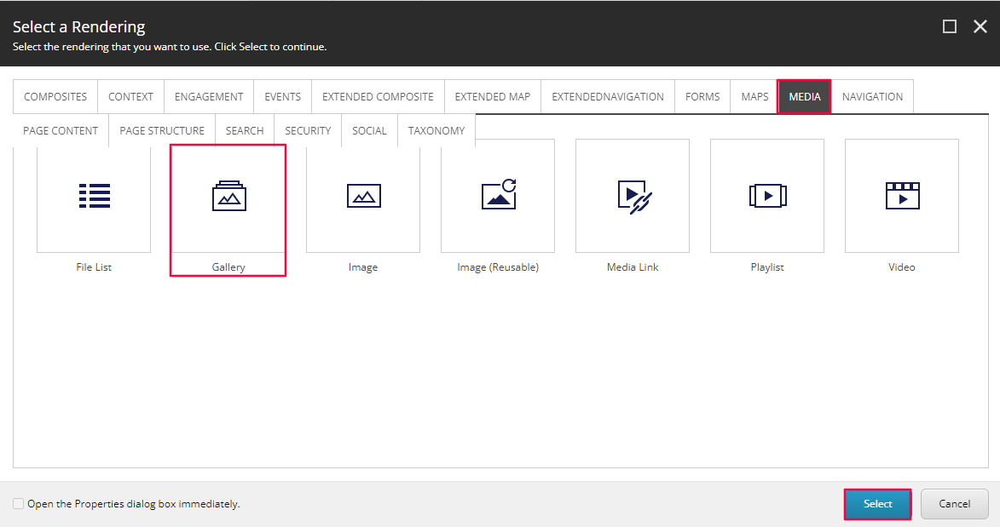 Select a Rendering
Select the rendering that you want to use. Click Select to continue.
COMPOSITES CONTEXT ENGAGEMENT EVENTS EXTENDED COMPOSITE EXTENDED MAP EXTENDEDNAVIGATION FORMS MAPS MEDIA NAVIGATION
PAGE CONTENT PAGE STRUCTURE SEARCH SECURITY SOCIAL TAXONOMY
File List Gallery Image Image (Reusable) Media Link Playlist Video
Open the Properties dialog box immediately. Select Cancel